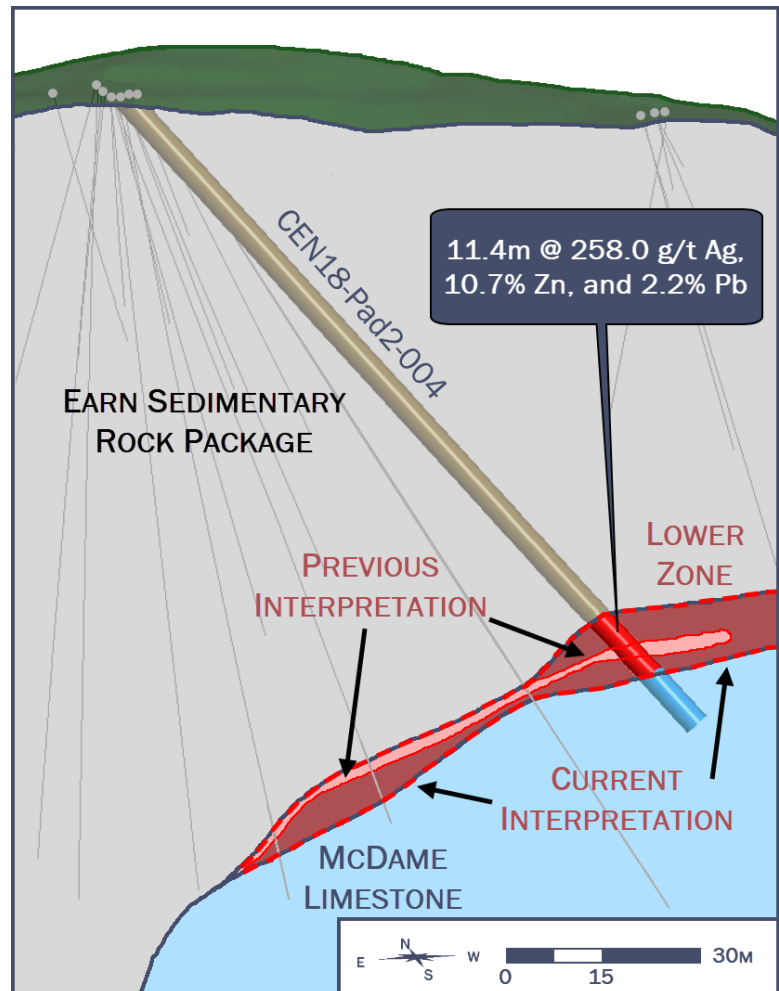 CEN18-Pad2-004
11.4m @ 258.0 g/t Ag,
10.7% Zn, and 2.2% Pb
EARN SEDIMENTARY
ROCK PACKAGE
LOWER
ZONE
PREVIOUS
INTERPRETATION
CURRENT
INTERPRETATION
MCDAME
LIMESTONE
N
E W
S
30M
0 15